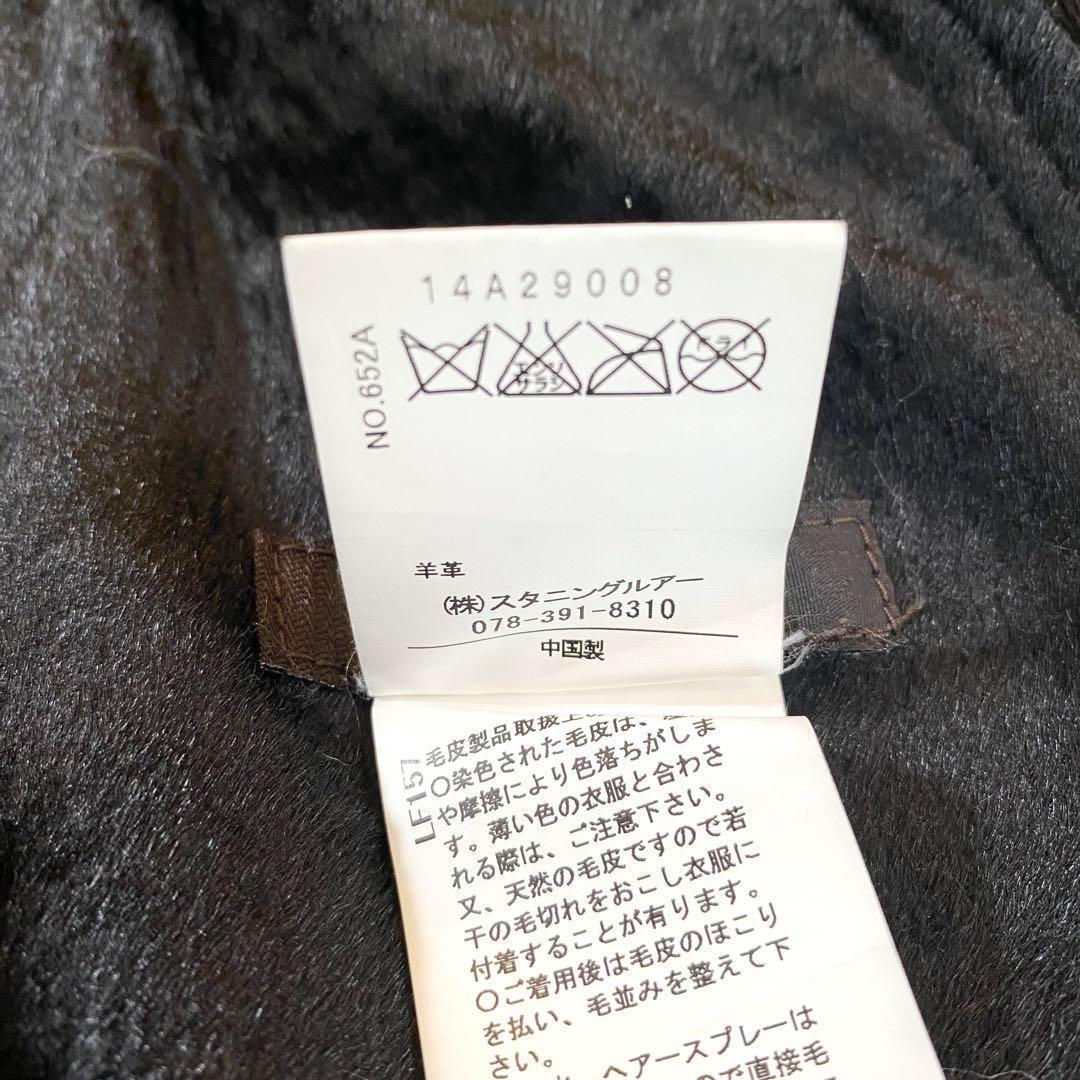 14A29008
NO.652A
エンソ
サラシ
ドライ
羊革
(株)スタニングルアー
078-391-8310
中国製
LF157
毛皮製品取扱上
〇染色された毛皮は、
や摩擦により色落ちがしま
す。薄い色の衣服と合わさ
れる際は、ご注意下さい。
又、天然の毛皮ですので若
干の毛切れをおこし衣服に
付着することが有ります。
〇ご着用後は毛皮のほこり
を払い、毛並みを整えて下
さい。
ヘアースプレーは
ので直接毛